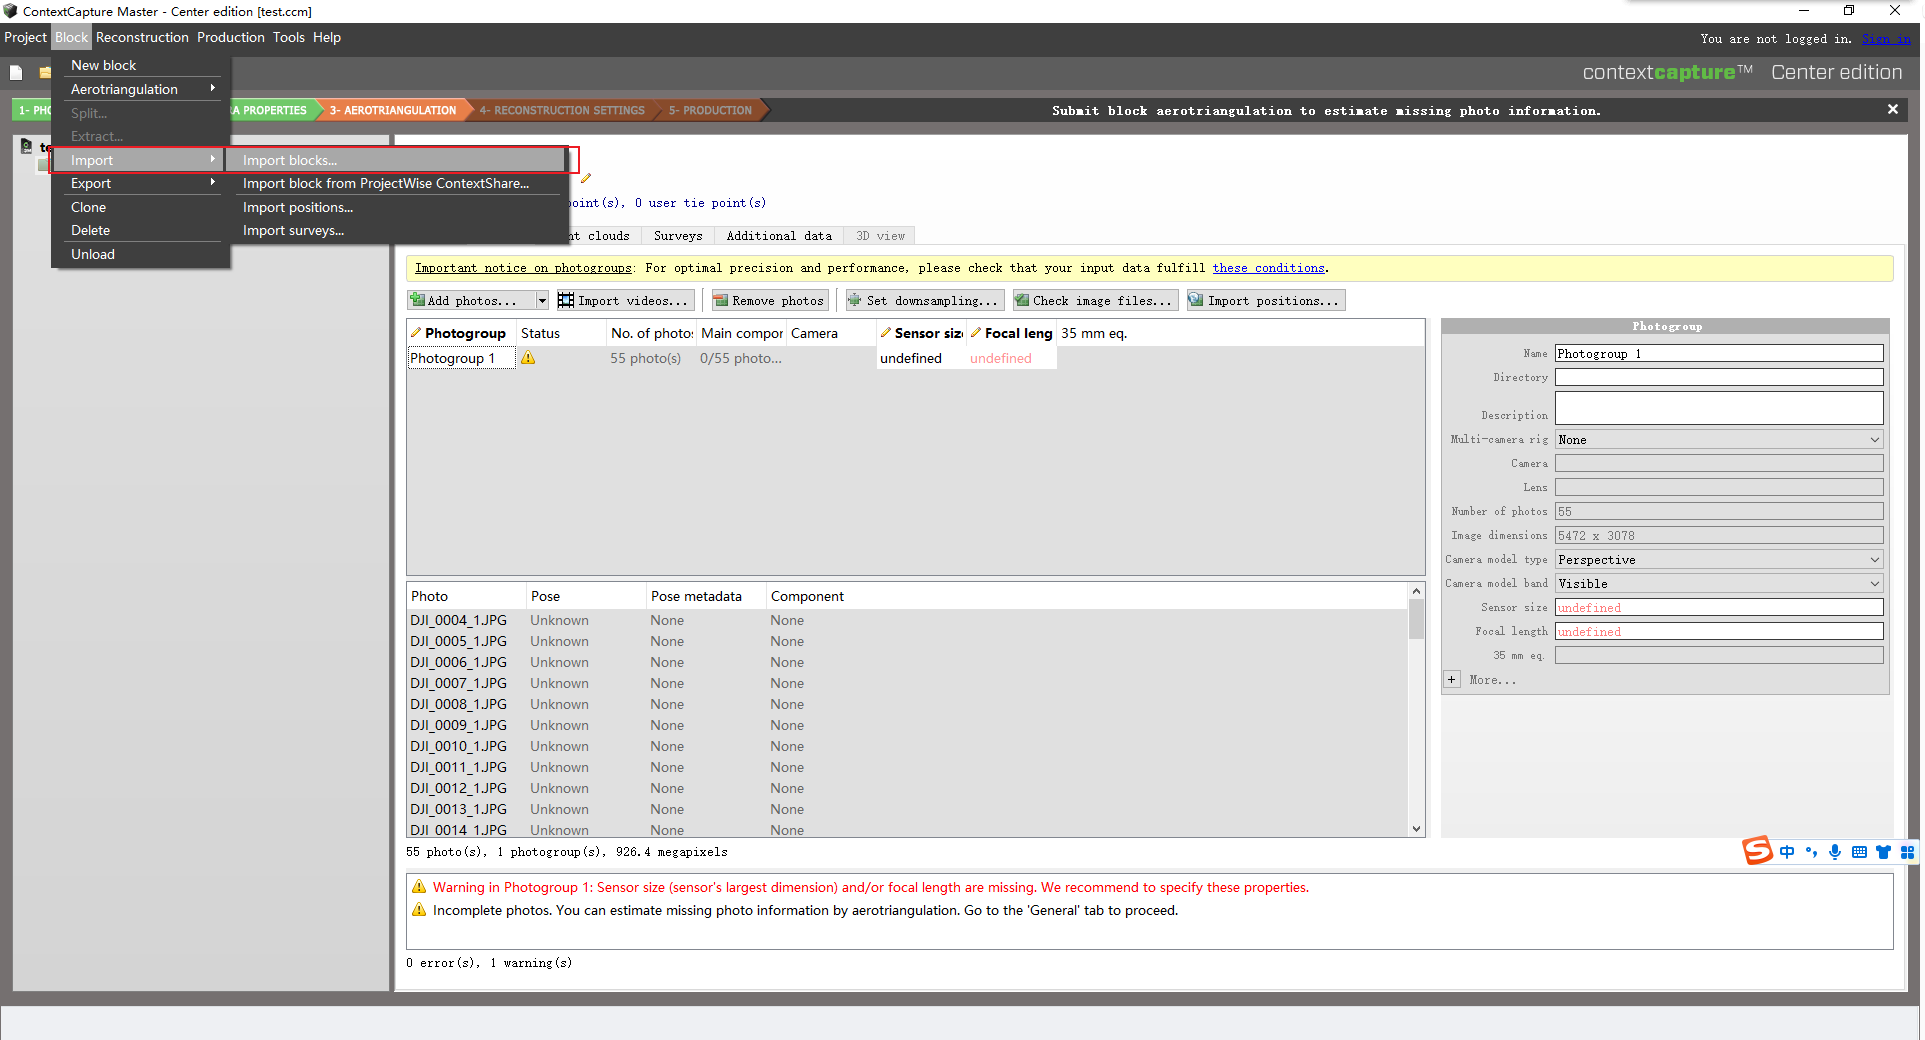 ContextCapture Master - Center edition [test.ccm]
Project Block Reconstruction Production Tools Help
You are not logged in. Sign in
contextcapture™ Center edition
1- PHO
RA PROPERTIES
3- AEROTRIANGULATION
4- RECONSTRUCTION SETTINGS
5- PRODUCTION
Submit block aerotriangulation to estimate missing photo information.
New block
Aerotriangulation
Split...
Extract...
Import
Export
Clone
Delete
Unload
Import blocks...
Import block from ProjectWise ContextShare...
Import positions...
Import surveys...
te
point(s), 0 user tie point(s)
nt clouds Surveys Additional data 3D view
Important notice on photogroups: For optimal precision and performance, please check that your input data fulfill these conditions.
Add photos... Import videos... Remove photos Set downsampling... Check image files... Import positions...
Photogroup Status No. of photos Main compor Camera Sensor size Focal leng 35 mm eq.
Photogroup 1 55 photo(s) 0/55 photo... undefined undefined
Photo Pose Pose metadata Component
DJI_0004_1.JPG Unknown None None
DJI_0005_1.JPG Unknown None None
DJI_0006_1.JPG Unknown None None
DJI_0007_1.JPG Unknown None None
DJI_0008_1.JPG Unknown None None
DJI_0009_1.JPG Unknown None None
DJI_0010_1.JPG Unknown None None
DJI_0011_1.JPG Unknown None None
DJI_0012_1.JPG Unknown None None
DJI_0013_1.JPG Unknown None None
DJI_0014_1.JPG Unknown None None
55 photo(s), 1 photogroup(s), 926.4 megapixels
Warning in Photogroup 1: Sensor size (sensor's largest dimension) and/or focal length are missing. We recommend to specify these properties.
Incomplete photos. You can estimate missing photo information by aerotriangulation. Go to the 'General' tab to proceed.
0 error(s), 1 warning(s)
Photogroup
Name Photogroup 1
Directory
Description
Multi-camera rig None
Camera
Lens
Number of photos 55
Image dimensions 5472 x 3078
Camera model type Perspective
Camera model band Visible
Sensor size undefined
Focal length undefined
35 mm eq.
+ More...
S 中